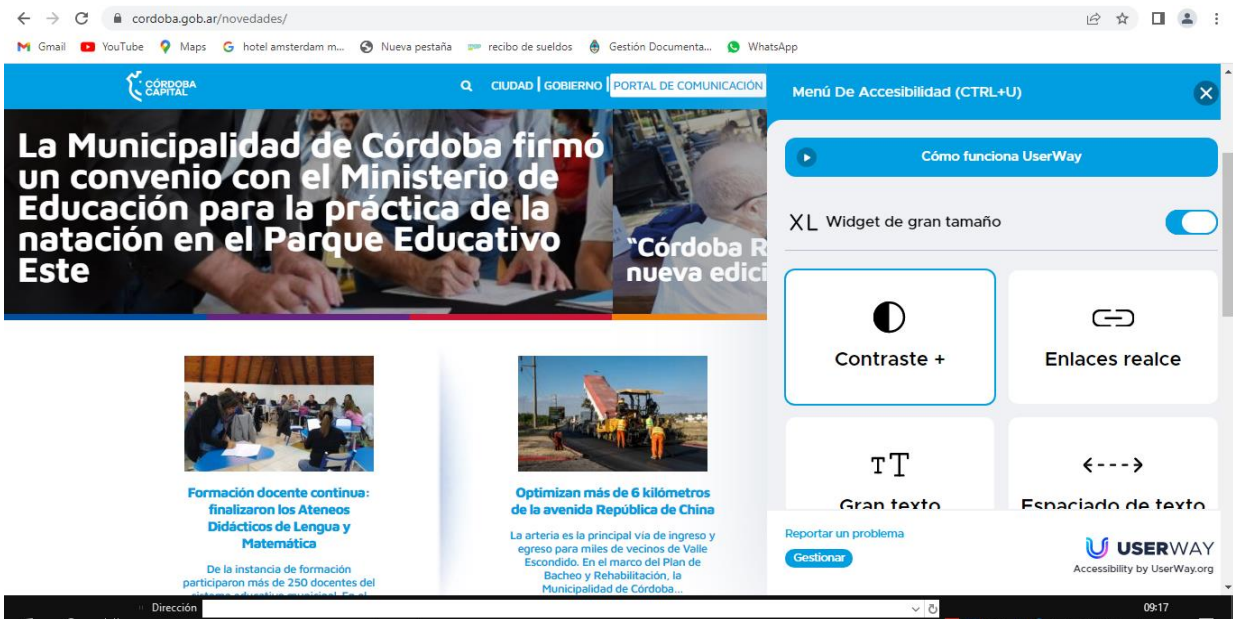 cordoba.gob.ar/novedades/
Gmail YouTube Maps hotel amsterdam m... Nueva pestaña recibo de sueldos Gestión Documenta... WhatsApp
CÓRDOBA
CAPITAL
CIUDAD GOBIERNO PORTAL DE COMUNICACIÓN
La Municipalidad de Córdoba firmó
un convenio con el Ministerio de
Educación para la práctica de la
natación en el Parque Educativo
Este
"Córdoba R
nueva edici
Formación docente continua:
finalizaron los Ateneos
Didácticos de Lengua y
Matemática
De la instancia de formación
participaron más de 250 docentes del
sistema educativo municipal. En el
Optimizan más de 6 kilómetros
de la avenida República de China
La arteria es la principal vía de ingreso y
egreso para miles de vecinos de Valle
Escondido. En el marco del Plan de
Bacheo y Rehabilitación, la
Municipalidad de Córdoba...
Menú De Accesibilidad (CTRL+U)
Cómo funciona UserWay
XL Widget de gran tamaño
Contraste +
Enlaces realce
TT
Gran texto
Espaciado de texto
Reportar un problema
Gestionar
USERWAY
Accessibility by UserWay.org
Dirección
09:17